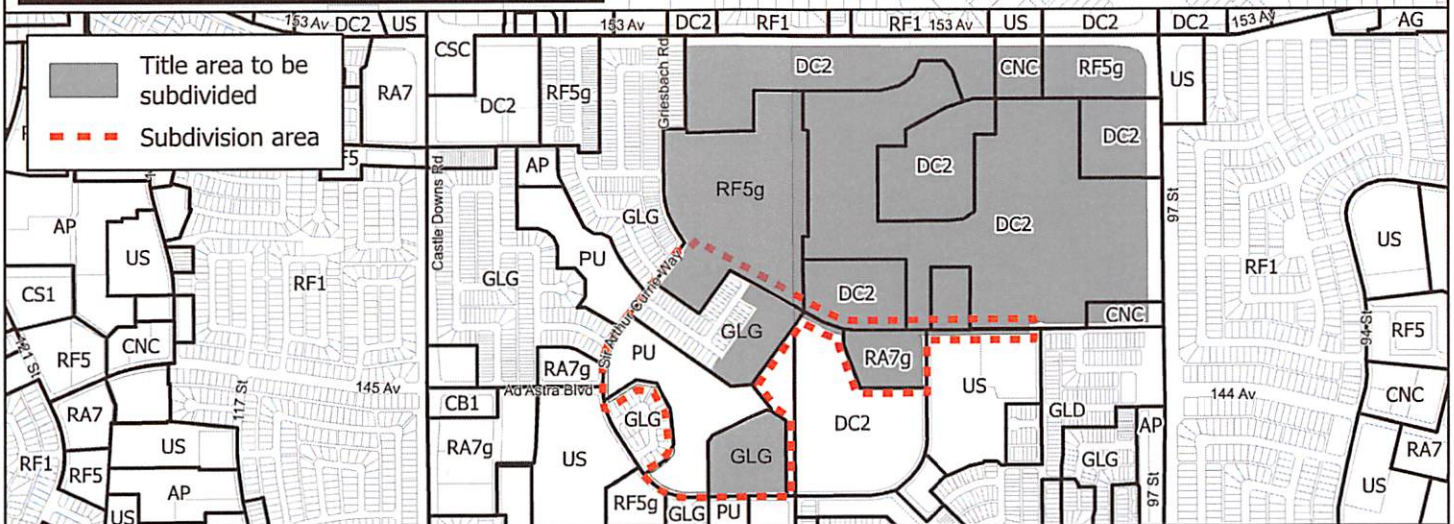 153 Av
DC2
US
153 Av
DC2
RF1
RF1
153 Av
US
DC2
DC2
153 Av
AG
Title area to be
subdivided
Subdivision area
RA7
CSC
DC2
RF5g
Griesbach Rd
DC2
CNC
RF5g
US
DC2
F5
AP
Castle Downs Rd
RF5g
DC2
DC2
97 St
AP
US
GLG
PU
GLG
RF1
RF1
US
CS1
Sir Arthur Currie Way
DC2
CNC
RF5
CNC
121 St
RF5
PU
GLG
RA7g
94 St
RA7g
145 Av
Ad Astra Blvd
US
144 Av
CNC
RA7
117 St
CB1
GLG
DC2
GLD
AP
US
RA7g
US
GLG
GLG
RA7
RF1
RF5
AP
US
RF5g
GLG
PU
97 St
US